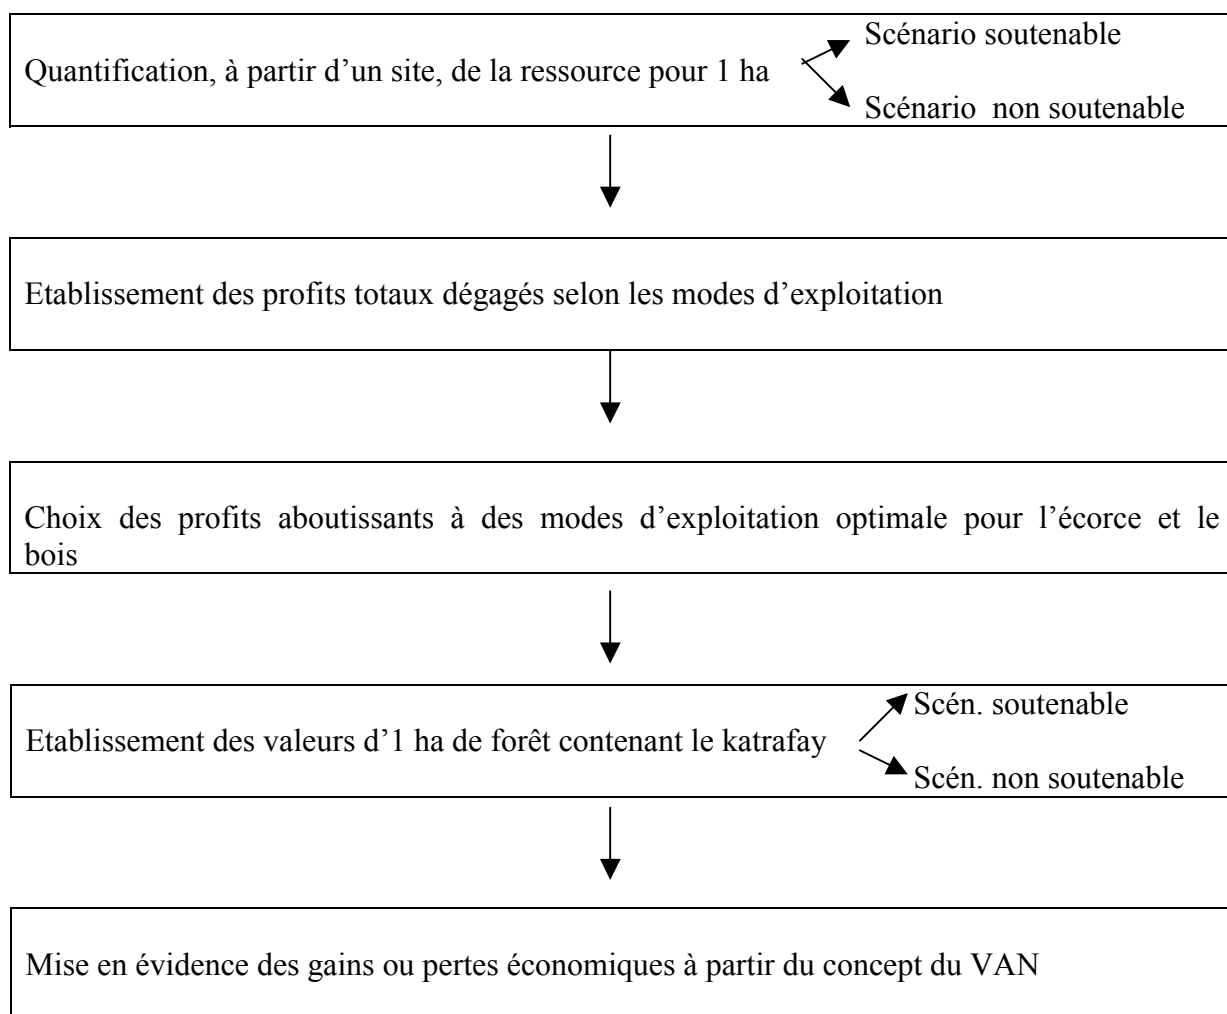 Scénario soutenable
Quantification, à partir d’un site, de la ressource pour 1 ha
Scénario non soutenable
Etablissement des profits totaux dégagés selon les modes d’exploitation
Choix des profits aboutissants à des modes d’exploitation optimale pour l’écorce et le
bois
Scén. soutenable
Etablissement des valeurs d’1 ha de forêt contenant le katrafay
Scén. non soutenable
Mise en évidence des gains ou pertes économiques à partir du concept du VAN